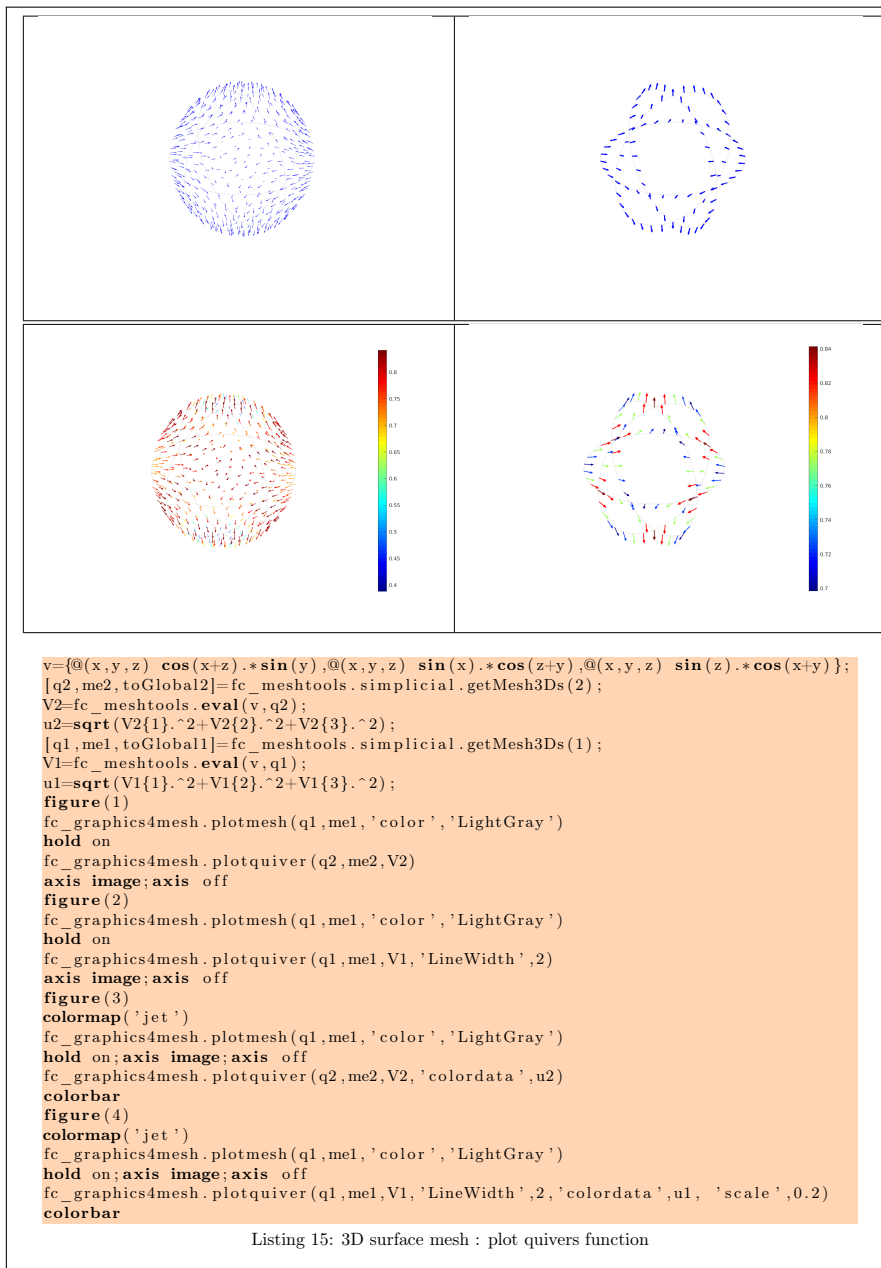 0.8
0.75
0.7
0.65
0.6
0.55
0.5
0.45
0.4
0.84
0.82
0.8
0.78
0.76
0.74
0.72
0.7
v={@(x,y,z) cos(x+z).*sin(y),@(x,y,z) sin(x).*cos(z+y),@(x,y,z) sin(z).*cos(x+y)};
[q2,me2,toGlobal2]=fc_meshtools.simplicial.getMesh3Ds(2);
V2=fc_meshtools.eval(v,q2);
u2=sqrt(V2{1}.^2+V2{2}.^2+V2{3}.^2);
[q1,me1,toGlobal1]=fc_meshtools.simplicial.getMesh3Ds(1);
V1=fc_meshtools.eval(v,q1);
u1=sqrt(V1{1}.^2+V1{2}.^2+V1{3}.^2);
figure(1)
fc_graphics4mesh.plotmesh(q1,me1,'color','LightGray')
hold on
fc_graphics4mesh.plotquiver(q2,me2,V2)
axis image;axis off
figure(2)
fc_graphics4mesh.plotmesh(q1,me1,'color','LightGray')
hold on
fc_graphics4mesh.plotquiver(q1,me1,V1,'LineWidth',2)
axis image;axis off
figure(3)
colormap('jet')
fc_graphics4mesh.plotmesh(q1,me1,'color','LightGray')
hold on;axis image;axis off
fc_graphics4mesh.plotquiver(q2,me2,V2,'colordata',u2)
colorbar
figure(4)
colormap('jet')
fc_graphics4mesh.plotmesh(q1,me1,'color','LightGray')
hold on;axis image;axis off
fc_graphics4mesh.plotquiver(q1,me1,V1,'LineWidth',2,'colordata',u1, 'scale',0.2)
colorbar
Listing 15: 3D surface mesh : plot quivers function